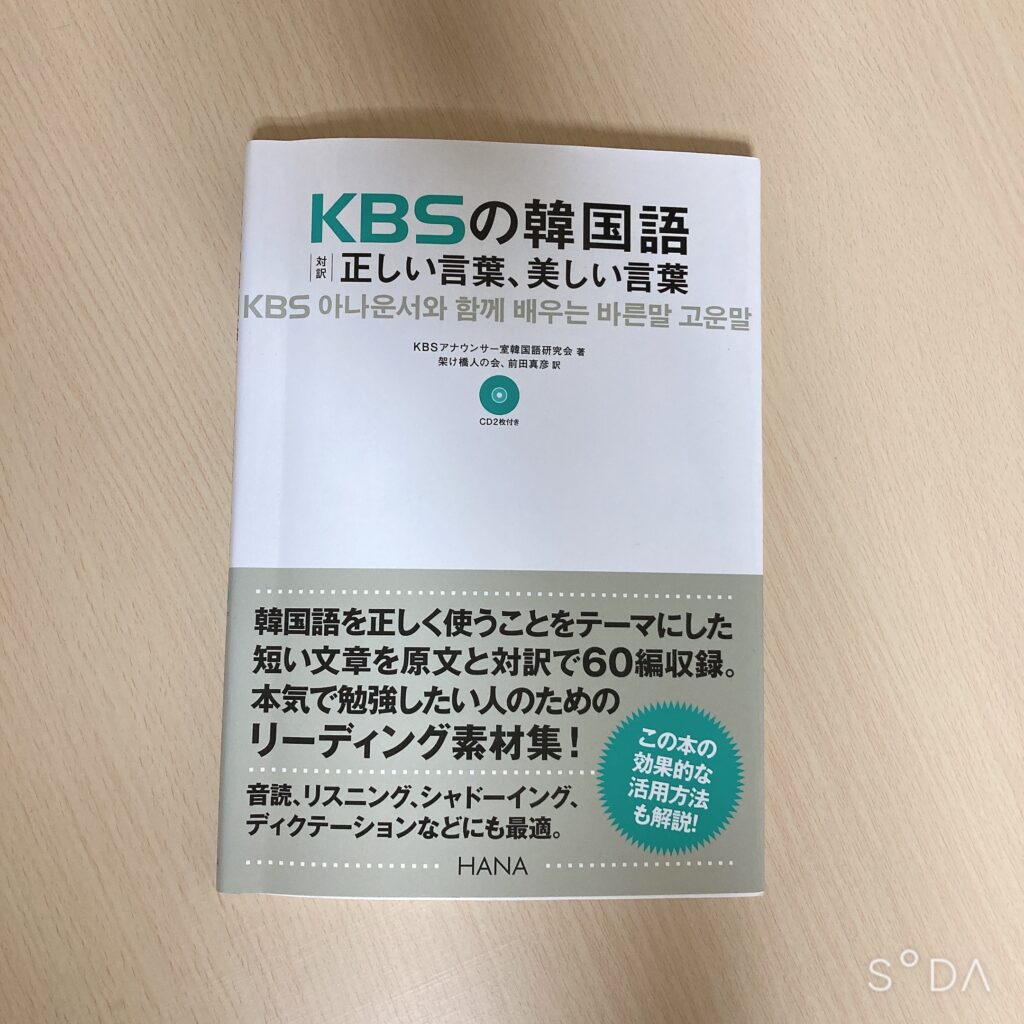 KBSの韓国語
対訳 正しい言葉、美しい言葉
KBS 아나운서와 함께 배우는 바른말 고운말
KBSアナウンサー室韓国語研究会 著
架け橋人の会、前田真彦 訳
CD2枚付き
韓国語を正しく使うことをテーマにした
短い文章を原文と対訳で60編収録。
本気で勉強したい人のための
リーディング素材集!
この本の
効果的な
活用方法
も解説!
音読、リスニング、シャドーイング、
ディクテーションなどにも最適。
HANA
SODA